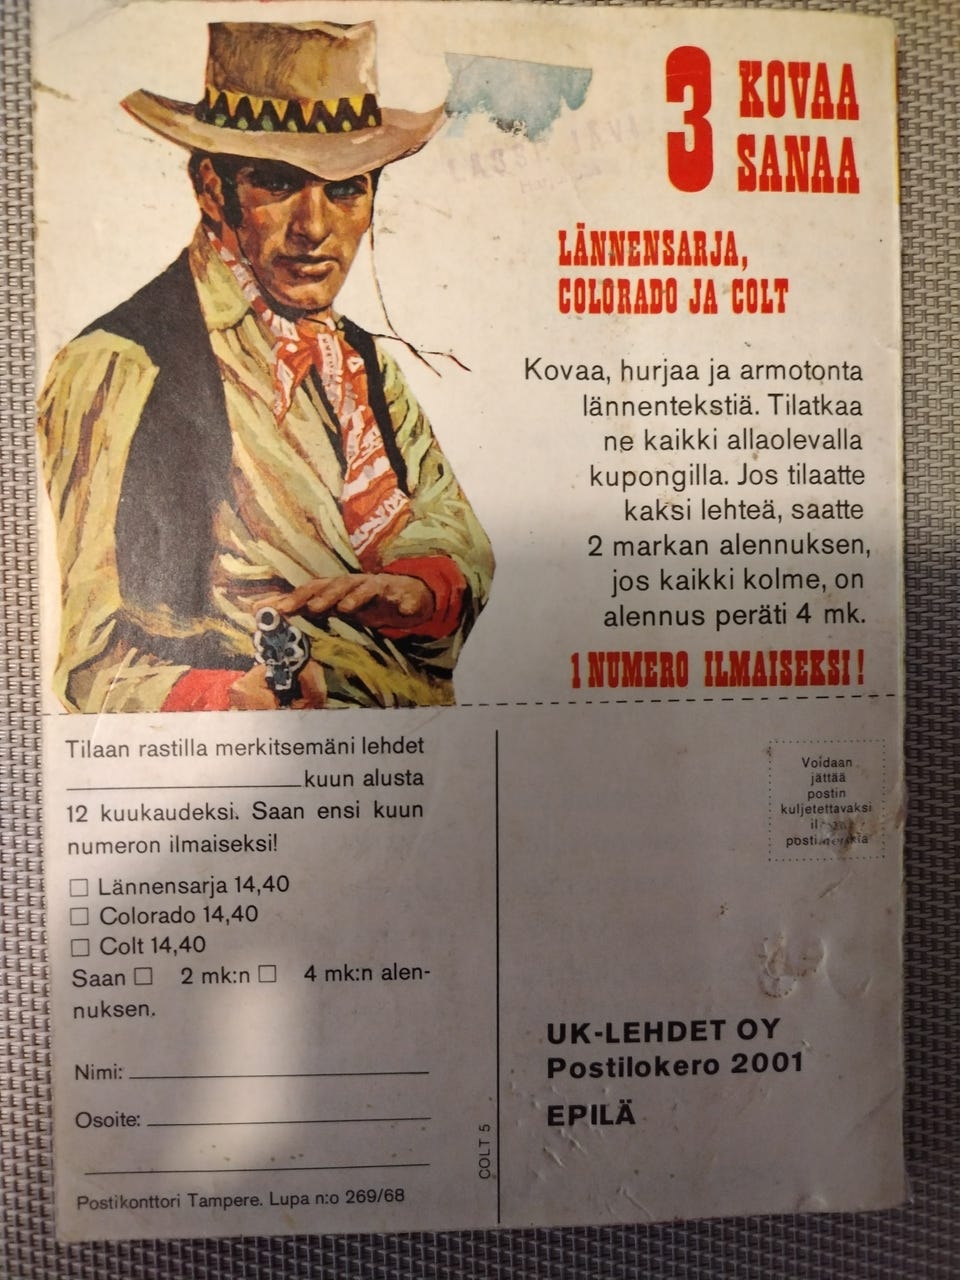 3 KOVAA
SANAA
LÄNNENSARJA,
COLORADO JA COLT
Kovaa, hurjaa ja armotonta
lännentekstiä. Tilatkaa
ne kaikki allaolevalla
kupongilla. Jos tilaatte
kaksi lehteä, saatte
2 markan alennuksen,
jos kaikki kolme, on
alennus peräti 4 mk.
1 NUMERO ILMAISEKSI!
Tilaan rastilla merkitsemäni lehdet
kuun alusta
12 kuukaudeksi. Saan ensi kuun
numeron ilmaiseksi!
Lännensarja 14,40
Colorado 14,40
Colt 14,40
Saan 2 mk:n 4 mk:n alen-
nuksen.
Nimi:
Osoite:
Postikonttori Tampere. Lupa n:o 269/68
COLT 5
Voidaan
jättää
postin
kuljetettavaksi
UK-LEHDET OY
Postilokero 2001
EPILÄ